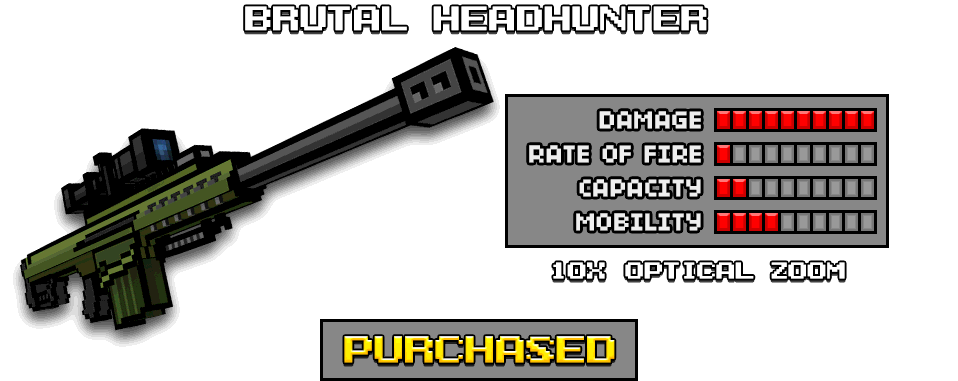 BRUTAL HEADHUNTER
DAMAGE
RATE OF FIRE
CAPACITY
MOBILITY
10X OPTICAL ZOOM
PURCHASED